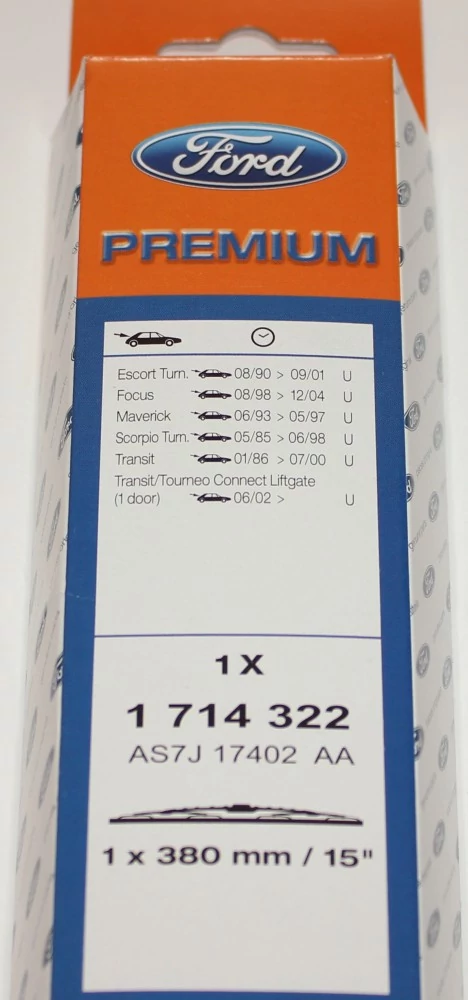 Ford
PREMIUM
Escort Turn. 08/90 > 09/01 U
Focus 08/98 > 12/04 U
Maverick 06/93 > 05/97 U
Scorpio Turn. 05/85 > 06/98 U
Transit 01/86 > 07/00 U
Transit/Tourneo Connect Liftgate
(1 door) 06/02 > U
1X
1 714 322
AS7J 17402 AA
1 x 380 mm / 15"